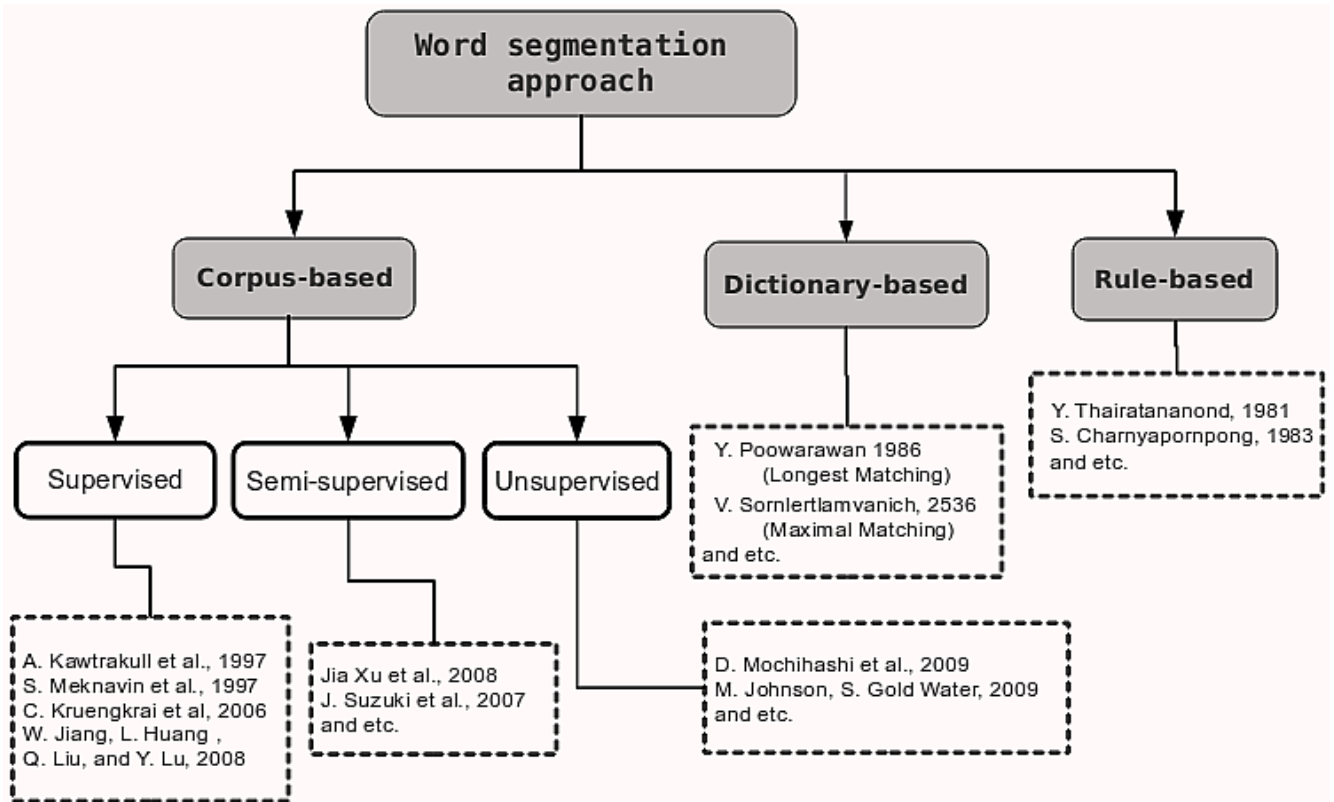 Word segmentation
approach
Corpus-based
Dictionary-based
Rule-based
Supervised
Semi-supervised
Unsupervised
A. Kawtrakull et al., 1997
S. Meknavin et al., 1997
C. Kruengkrai et al, 2006
W. Jiang, L. Huang ,
Q. Liu, and Y. Lu, 2008
Jia Xu et al., 2008
J. Suzuki et al., 2007
and etc.
D. Mochihashi et al., 2009
M. Johnson, S. Gold Water, 2009
and etc.
Y. Poowarawan 1986
(Longest Matching)
V. Sornlertlamvanich, 2536
(Maximal Matching)
and etc.
Y. Thairatananond, 1981
S. Charnyapornpong, 1983
and etc.